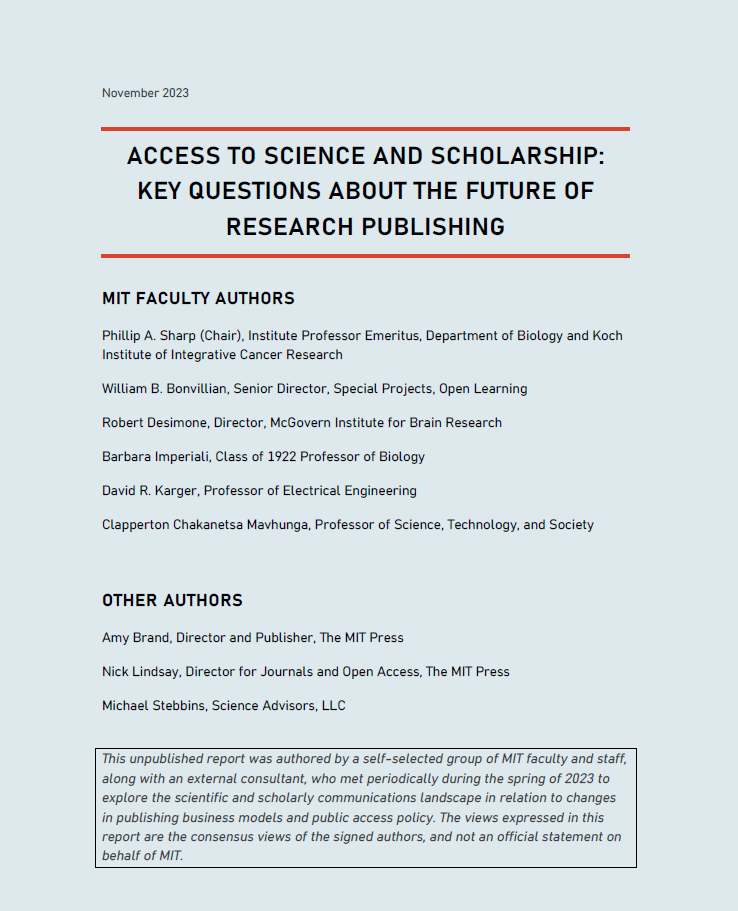 November 2023
ACCESS TO SCIENCE AND SCHOLARSHIP:
KEY QUESTIONS ABOUT THE FUTURE OF
RESEARCH PUBLISHING
MIT FACULTY AUTHORS
Phillip A. Sharp (Chair), Institute Professor Emeritus, Department of Biology and Koch
Institute of Integrative Cancer Research
William B. Bonvillian, Senior Director, Special Projects, Open Learning
Robert Desimone, Director, McGovern Institute for Brain Research
Barbara Imperiali, Class of 1922 Professor of Biology
David R. Karger, Professor of Electrical Engineering
Clapperton Chakanetsa Mavhunga, Professor of Science, Technology, and Society
OTHER AUTHORS
Amy Brand, Director and Publisher, The MIT Press
Nick Lindsay, Director for Journals and Open Access, The MIT Press
Michael Stebbins, Science Advisors, LLC
This unpublished report was authored by a self-selected group of MIT faculty and staff,
along with an external consultant, who met periodically during the spring of 2023 to
explore the scientific and scholarly communications landscape in relation to changes
in publishing business models and public access policy. The views expressed in this
report are the consensus views of the signed authors, and not an official statement on
behalf of MIT.